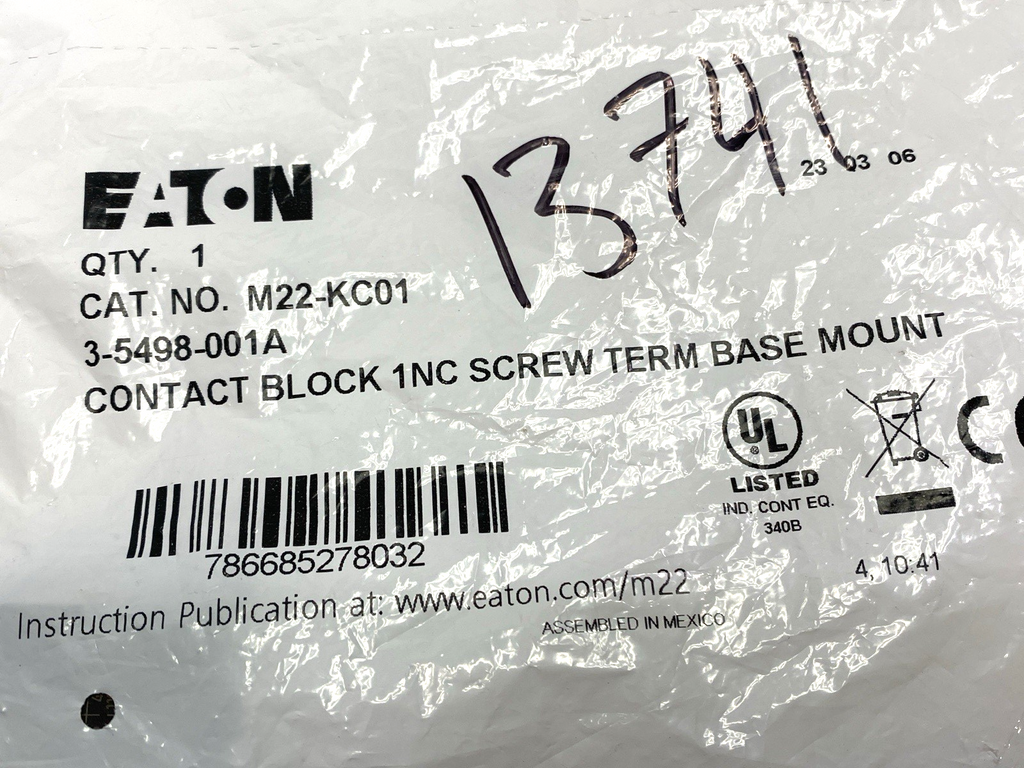 13741
23 03 06
EATON
QTY. 1
CAT. NO. M22-KC01
3-5498-001A
CONTACT BLOCK 1NC SCREW TERM BASE MOUNT
UL
®
LISTED
IND. CONT EQ.
340B
CE
786685278032
4, 10:41
Instruction Publication at: www.eaton.com/m22
ASSEMBLED IN MEXICO